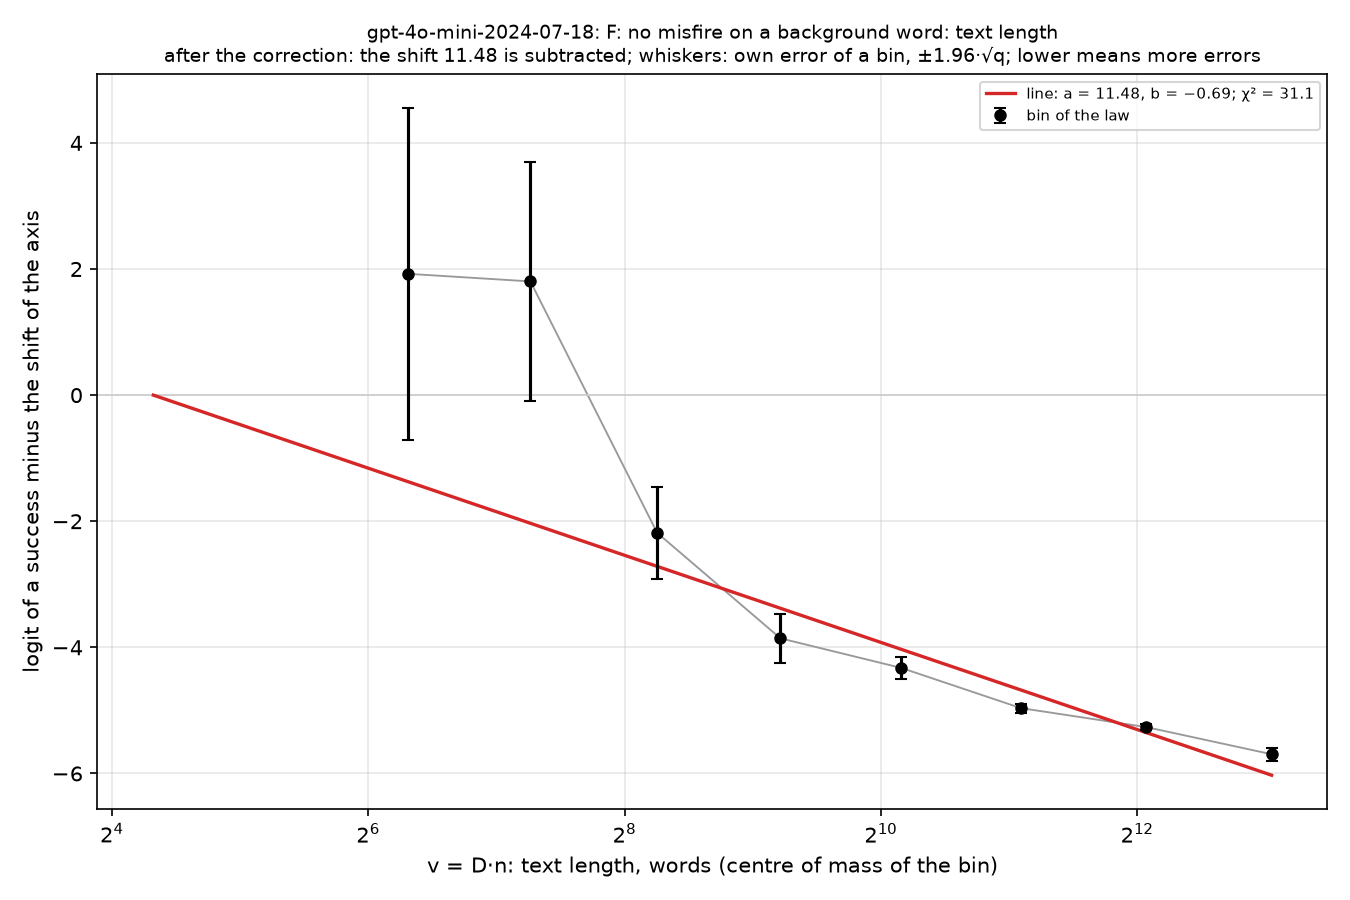 gpt-4o-mini-2024-07-18: F: no misfire on a background word: text length
after the correction: the shift 11.48 is subtracted; whiskers: own error of a bin, ±1.96·√q; lower means more errors
line: a = 11.48, b = −0.69; χ² = 31.1
bin of the law
logit of a success minus the shift of the axis
4
2
0
−2
−4
−6
2⁴
2⁶
2⁸
2¹⁰
2¹²
v = D·n: text length, words (centre of mass of the bin)